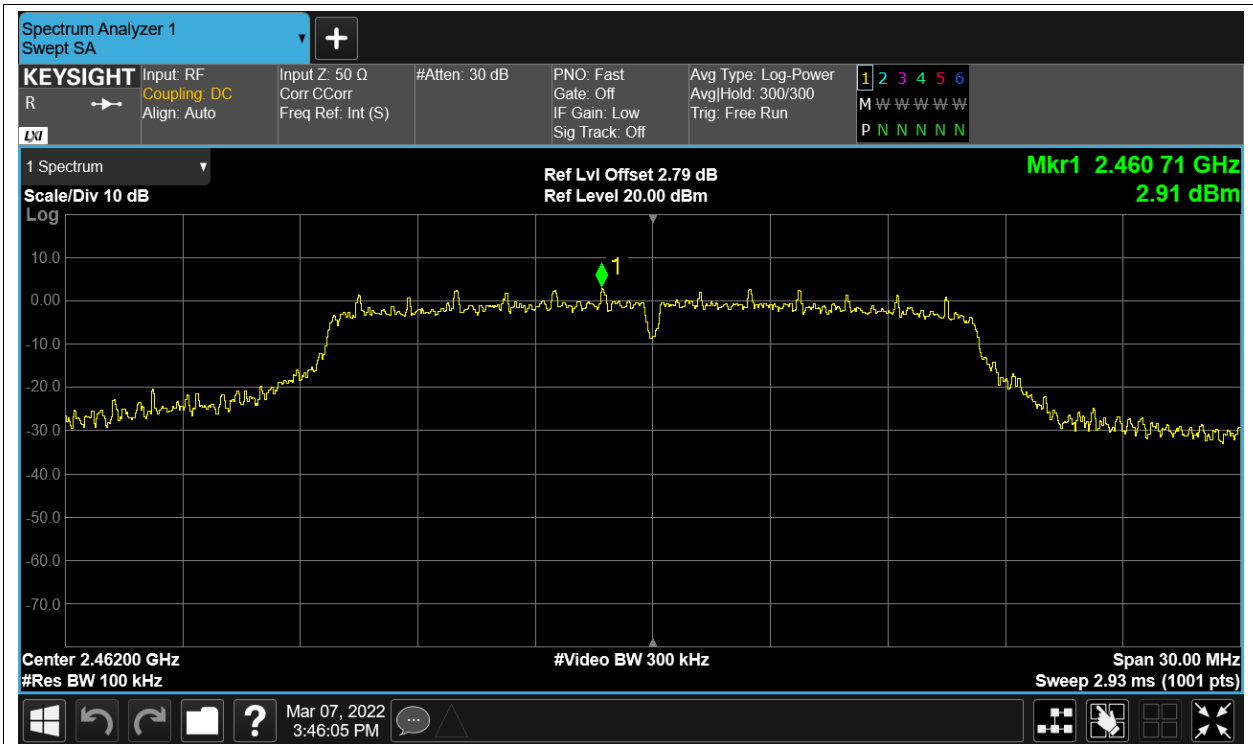 Spectrum Analyzer 1
Swept SA
KEYSIGHT
R
LXI
Input: RF
Coupling: DC
Align: Auto
Input Z: 50 Ω
Corr CCorr
Freq Ref: Int (S)
#Atten: 30 dB
PNO: Fast
Gate: Off
IF Gain: Low
Sig Track: Off
Avg Type: Log-Power
Avg|Hold: 300/300
Trig: Free Run
1 2 3 4 5 6
M W W W W W
P N N N N N
1 Spectrum
Scale/Div 10 dB
Log
Ref Lvl Offset 2.79 dB
Ref Level 20.00 dBm
Mkr1 2.460 71 GHz
2.91 dBm
1
10.0
0.00
-10.0
-20.0
-30.0
-40.0
-50.0
-60.0
-70.0
Center 2.46200 GHz
#Video BW 300 kHz
Span 30.00 MHz
#Res BW 100 kHz
Sweep 2.93 ms (1001 pts)
?
Mar 07, 2022
3:46:05 PM